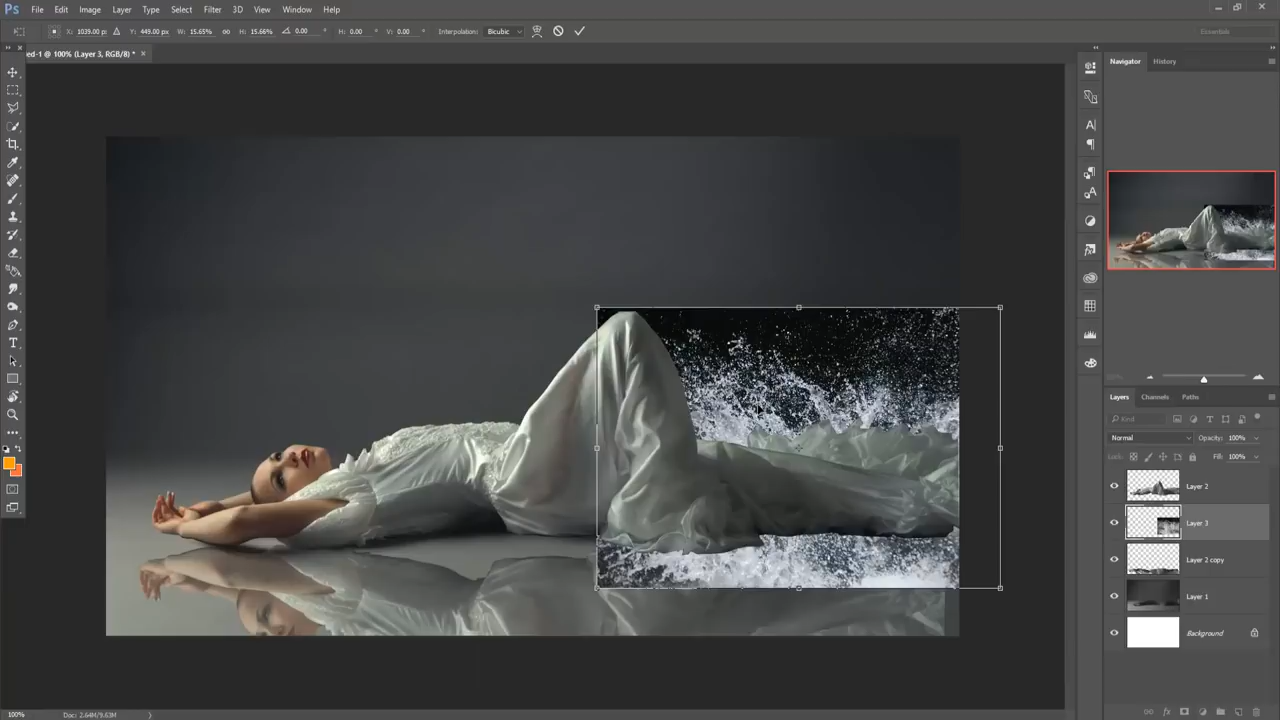 Ps File Edit Image Layer Type Select Filter 3D View Window Help
X: 1039.00 p: Y: 449.00 px W: 15.65% H: 15.66% 0.00 ° H: 0.00 ° V: 0.00 ° Interpolation: Bicubic Essentials
ed-1 @ 100% (Layer 3, RGB/8) * ×
Navigator History
Layers Channels Paths
Kind
Normal Opacity: 100%
Lock: Fill: 100%
Layer 2
Layer 3
Layer 2 copy
Layer 1
Background
100% Doc: 2.64M/9.63M